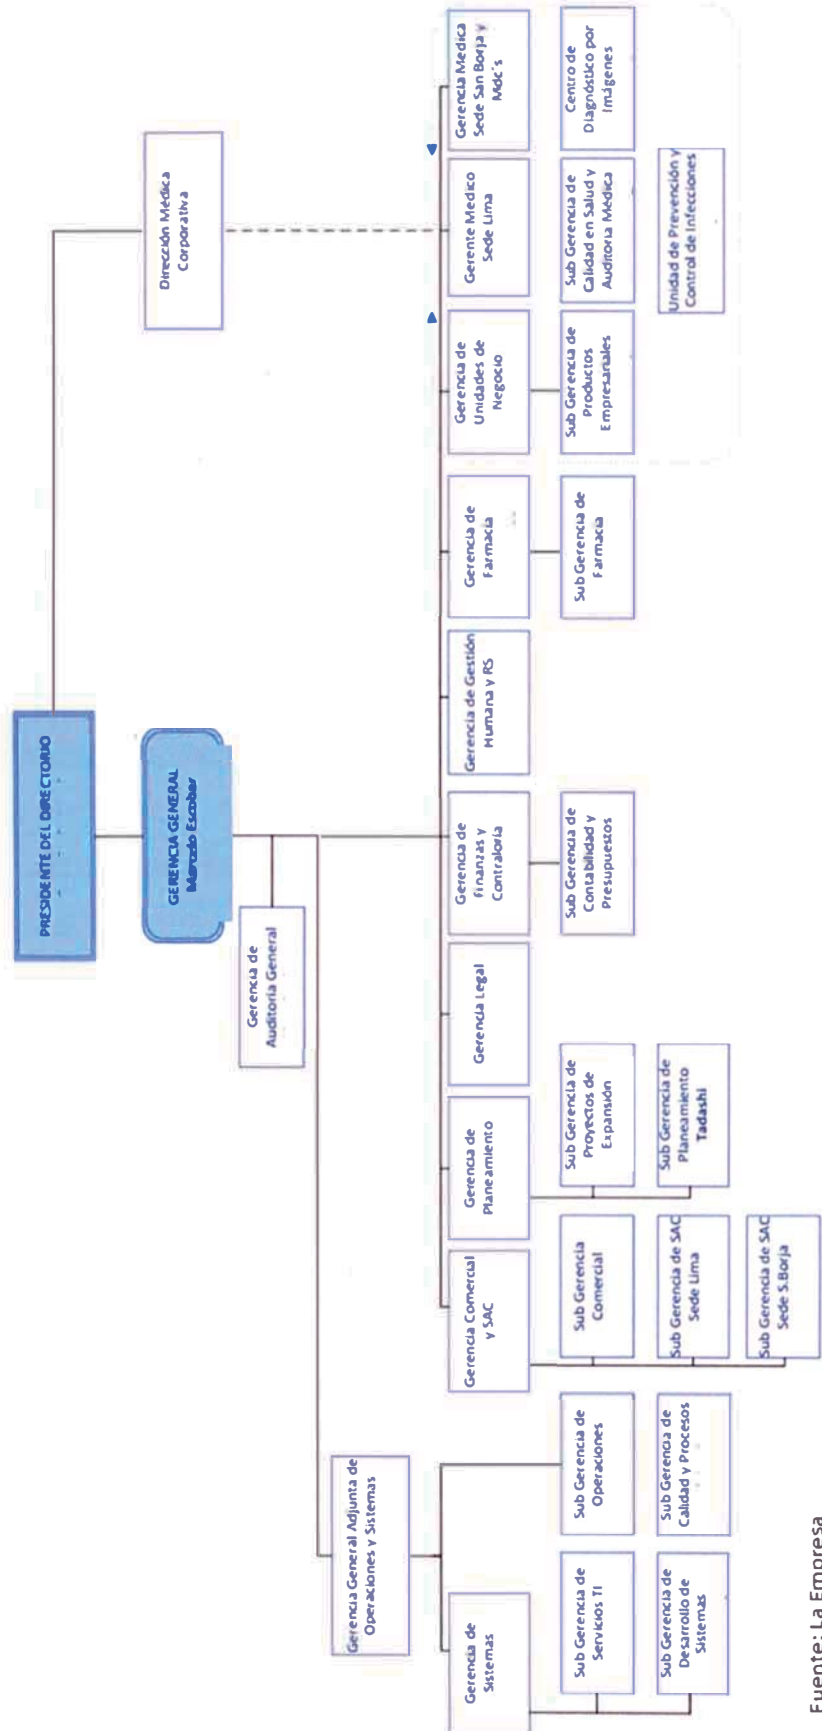 PRESIDENTE DEL DIRECTORIO
GERENCIA GENERAL
Marcedo Escobar
Dirección Médica
Corporativa
Gerencia de
Auditoria General
Gerencia General Adjunta de
Operaciones y Sistemas
Gerencia de
Sistemas
Gerencia Comercial
y SAC
Gerencia de
Planeamiento
Gerencia Legal
Gerencia de
Finanzas y
Contraloría
Gerencia de Gestión
Humana y RS
Gerencia de
Farmacia
Gerencia de
Unidades de
Negocio
Gerente Medico
Sede Lima
Gerencia Medica
Sede San Borja y
Mdc's
Sub Gerencia de
Servicios TI
Sub Gerencia de
Operaciones
Sub Gerencia
Comercial
Sub Gerencia de
Proyectos de
Expansión
Sub Gerencia de
Contabilidad y
Presupuestos
Sub Gerencia de
Farmacia
Sub Gerencia de
Productos
Empresariales
Sub Gerencia de
Calidad en Salud y
Auditoria Médica
Centro de
Diagnóstico por
Imágenes
Sub Gerencia de
Desarrollo de
Sistemas
Sub Gerencia de
Calidad y Procesos
Sub Gerencia de SAC
Sede Lima
Sub Gerencia de
Planeamiento
Tadashi
Unidad de Prevención y
Control de Infecciones
Sub Gerencia de SAC
Sede S.Borja
Fuente: La Empresa